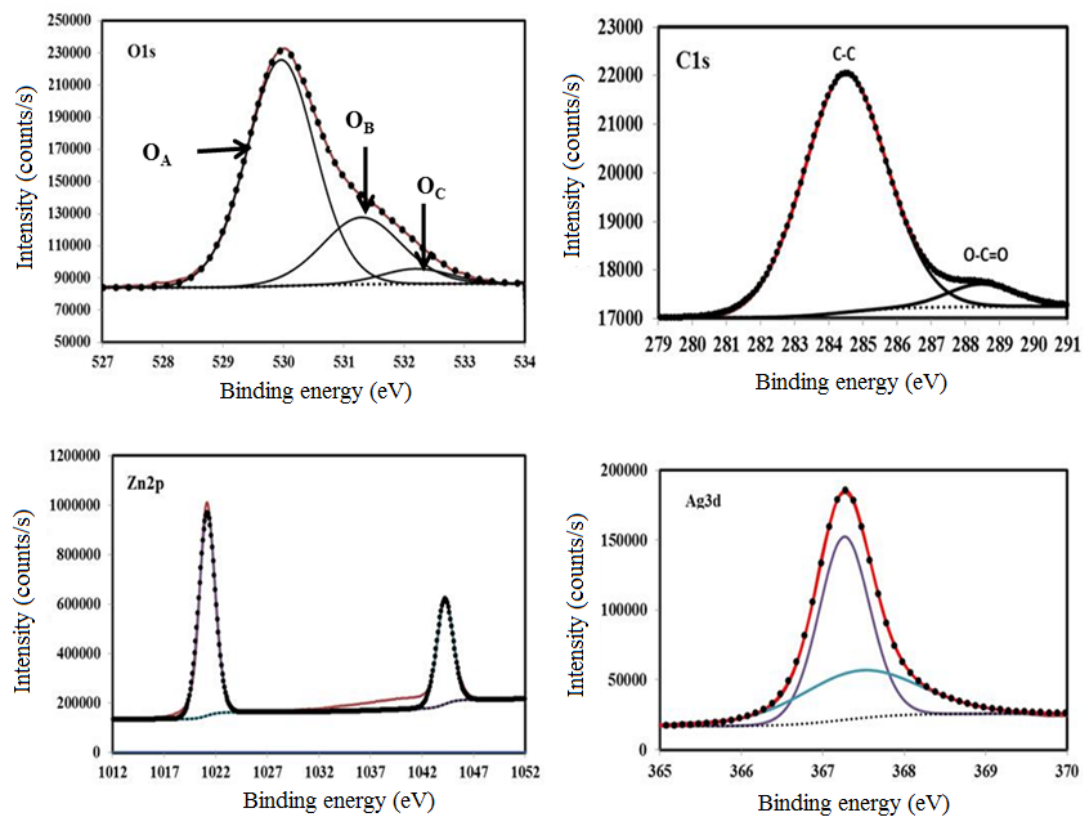 O1s
Intensity (counts/s)
250000
230000
210000
190000
170000
150000
130000
110000
90000
70000
50000
O_A
O_B
O_C
527 528 529 530 531 532 533 534
Binding energy (eV)
C1s
Intensity (counts/s)
23000
22000
21000
20000
19000
18000
17000
C-C
O-C=O
279 280 281 282 283 284 285 286 287 288 289 290 291
Binding energy (eV)
Zn2p
Intensity (counts/s)
1200000
1000000
800000
600000
400000
200000
0
1012 1017 1022 1027 1032 1037 1042 1047 1052
Binding energy (eV)
Ag3d
Intensity (counts/s)
200000
150000
100000
50000
0
365 366 367 368 369 370
Binding energy (eV)